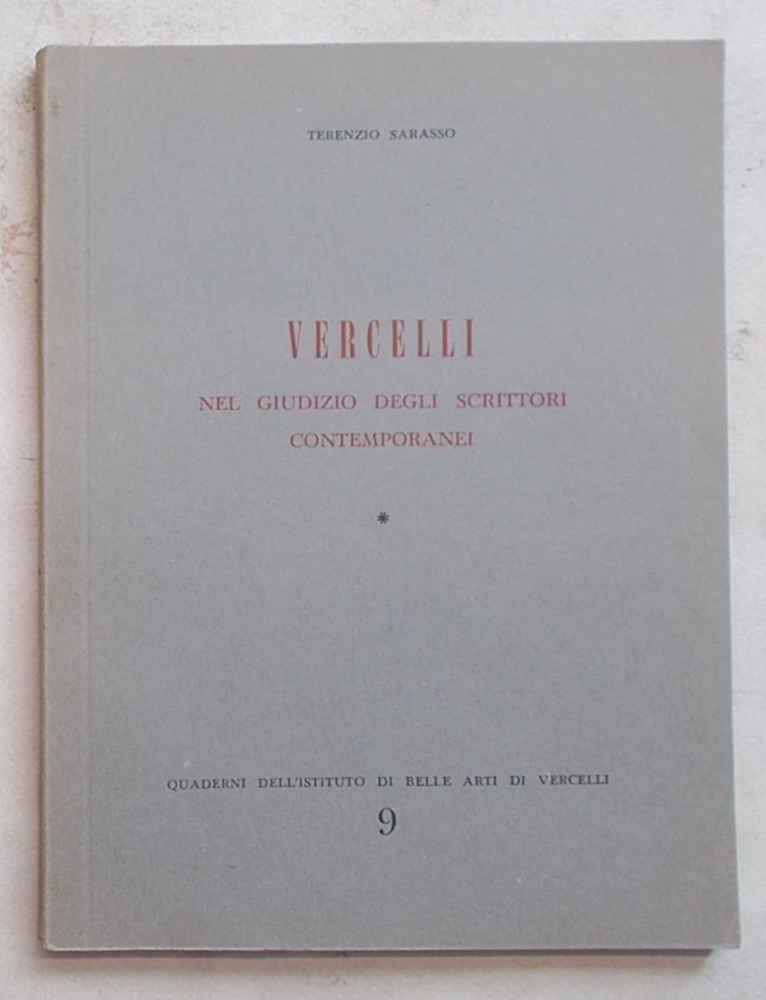 TERENZIO SARASSO
VERCELLI
NEL GIUDIZIO DEGLI SCRITTORI
CONTEMPORANEI
*
QUADERNI DELL'ISTITUTO DI BELLE ARTI DI VERCELLI
9